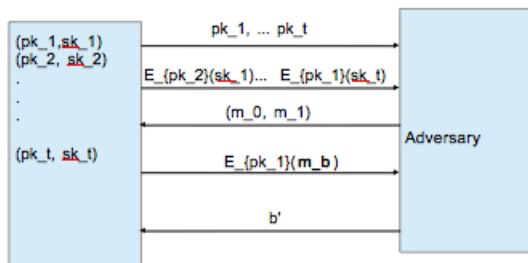 pk_1, ... pk_t
(pk_1,sk_1)
(pk_2, sk_2)
E_{pk_2}(sk_1)... E_{pk_1}(sk_t)
.
.
.
(m_0, m_1)
Adversary
(pk_t, sk_t)
E_{pk_1}(m_b)
b'